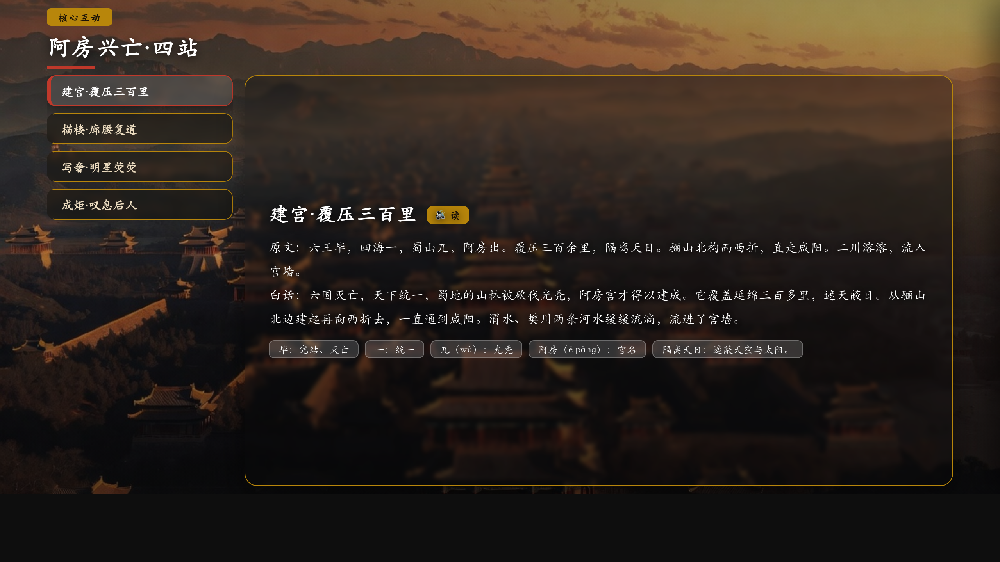 核心互动
阿房兴亡·四站
建宫·覆压三百里
描楼·廊腰复道
写奢·明星荧荧
成炬·叹息后人
建宫·覆压三百里
🔊 读
原文：六王毕，四海一，蜀山兀，阿房出。覆压三百余里，隔离天日。骊山北构而西折，直走咸阳。二川溶溶，流入
宫墙。
白话：六国灭亡，天下统一，蜀地的山林被砍伐光秃，阿房宫才得以建成。它覆盖延绵三百多里，遮天蔽日。从骊山
北边建起再向西折去，一直通到咸阳。渭水、樊川两条河水缓缓流淌，流进了宫墙。
毕：完结、灭亡
一：统一
兀（wù）：光秃
阿房（ē páng）：宫名
隔离天日：遮蔽天空与太阳。